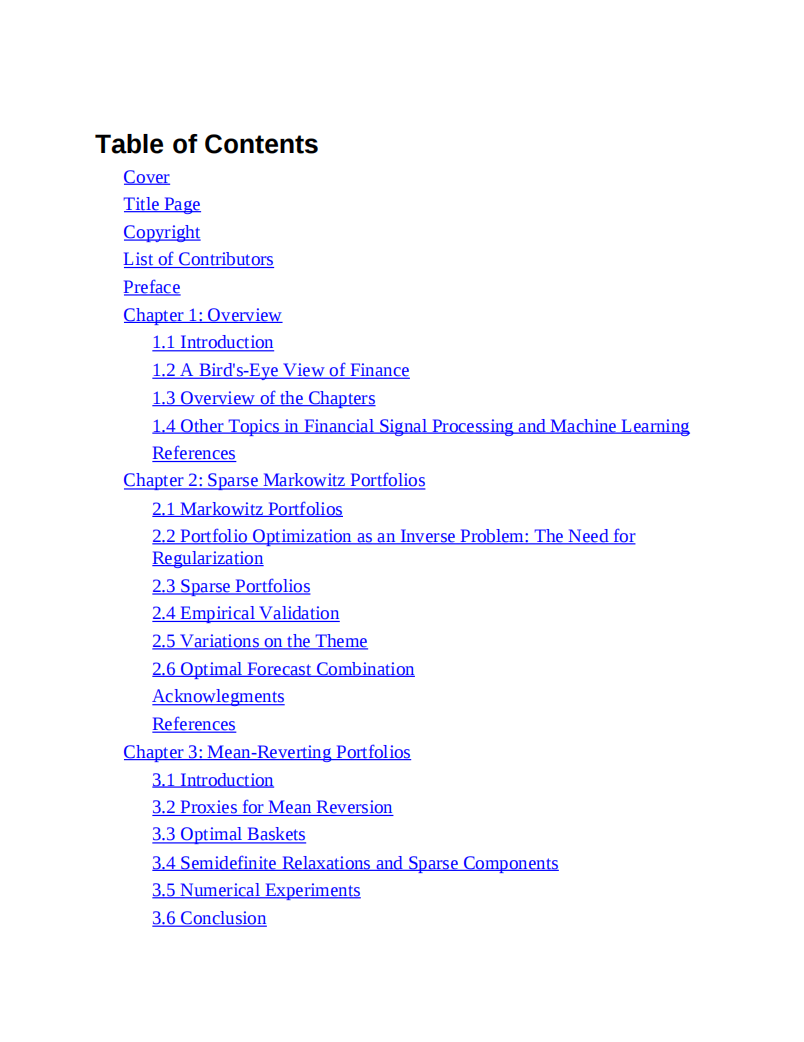 Table of Contents
Cover
Title Page
Copyright
List of Contributors
Preface
Chapter 1: Overview
1.1 Introduction
1.2 A Bird's-Eye View of Finance
1.3 Overview of the Chapters
1.4 Other Topics in Financial Signal Processing and Machine Learning
References
Chapter 2: Sparse Markowitz Portfolios
2.1 Markowitz Portfolios
2.2 Portfolio Optimization as an Inverse Problem: The Need for
Regularization
2.3 Sparse Portfolios
2.4 Empirical Validation
2.5 Variations on the Theme
2.6 Optimal Forecast Combination
Acknowlegments
References
Chapter 3: Mean-Reverting Portfolios
3.1 Introduction
3.2 Proxies for Mean Reversion
3.3 Optimal Baskets
3.4 Semidefinite Relaxations and Sparse Components
3.5 Numerical Experiments
3.6 Conclusion